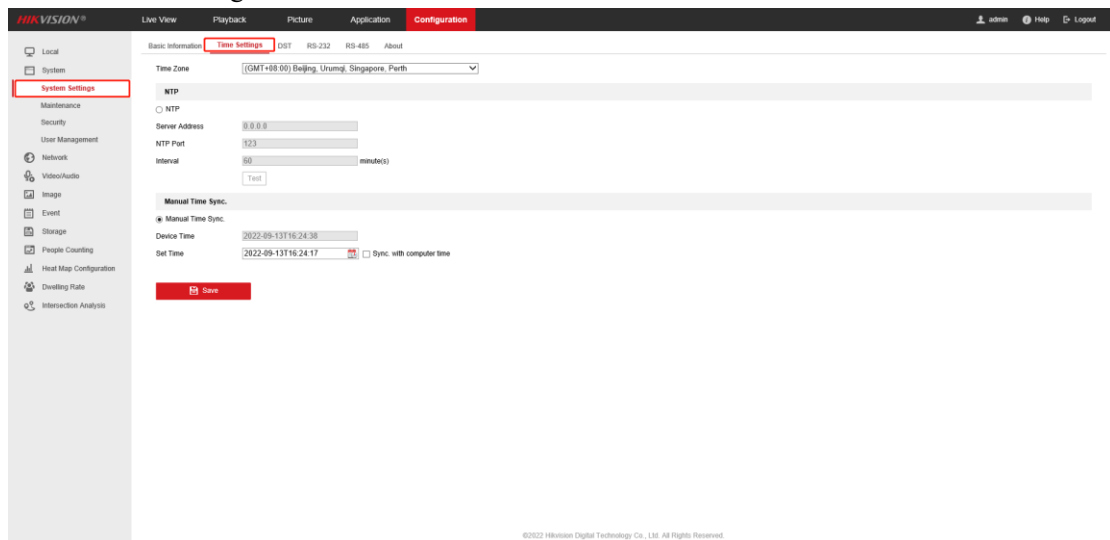 HIKVISION®
Live View Playback Picture Application Configuration admin Help Logout
Local
System
System Settings
Maintenance
Security
User Management
Network
Video/Audio
Image
Event
Storage
People Counting
Heat Map Configuration
Dwelling Rate
Intersection Analysis
Basic Information Time Settings DST RS-232 RS-485 About
Time Zone (GMT+08:00) Beijing, Urumqi, Singapore, Perth
NTP
NTP
Server Address 0.0.0.0
NTP Port 123
Interval 60 minute(s)
Test
Manual Time Sync.
Manual Time Sync.
Device Time 2022-09-13T16:24:38
Set Time 2022-09-13T16:24:17 Sync. with computer time
Save
©2022 Hikvision Digital Technology Co., Ltd. All Rights Reserved.